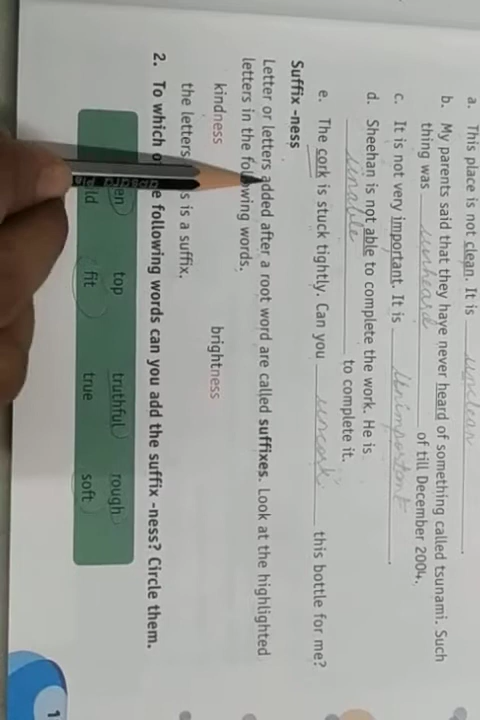 a. This place is not clean. It is unclean.
b. My parents said that they have never heard of something called tsunami. Such
thing was unheard of till December 2004.
c. It is not very important. It is Unimportant.
d. Sheehan is not able to complete the work. He is
unable to complete it.
e. The cork is stuck tightly. Can you uncork this bottle for me?
Suffix -ness
Letter or letters added after a root word are called suffixes. Look at the highlighted
letters in the following words.
kindness brightness
the letters s is a suffix.
2. To which of the following words can you add the suffix -ness? Circle them.
en top truthful rough
ld fit true soft
1